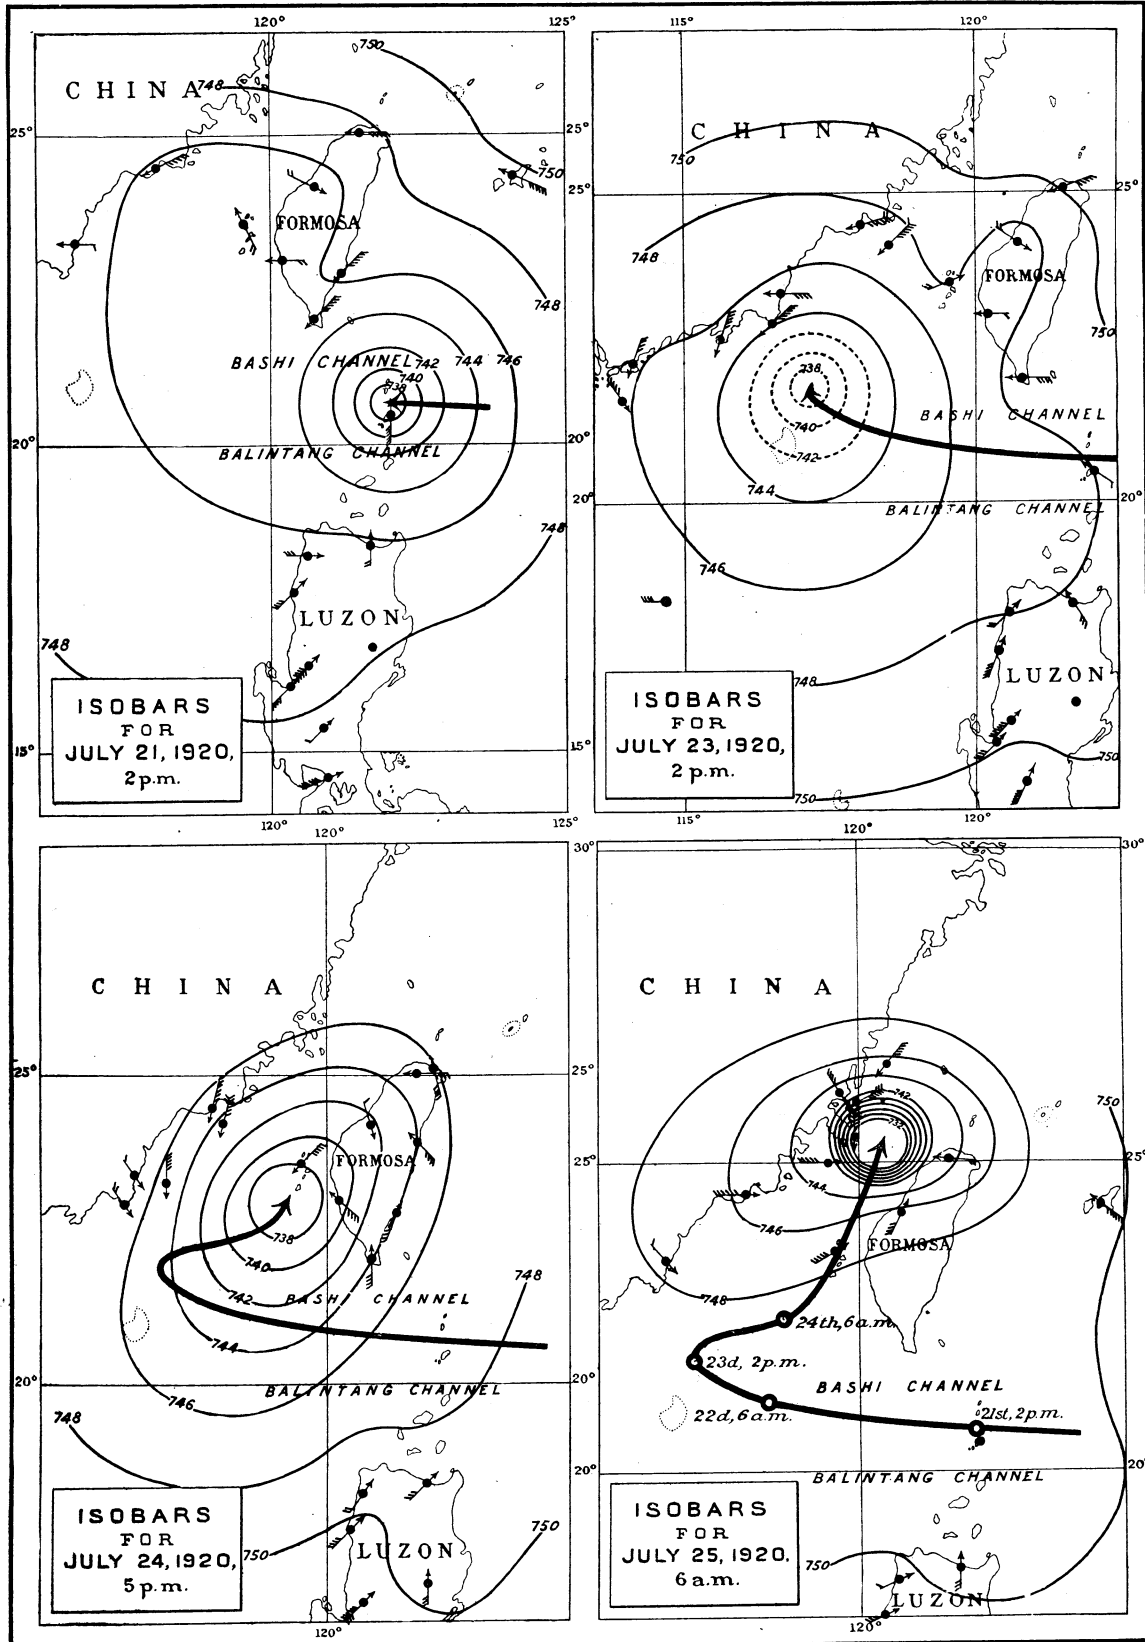 120°
125°
750
748
CHINA
25°
25°
750
FORMOSA
748
BASHI CHANNEL
742
744
746
740
738
20°
20°
BALINTANG CHANNEL
748
LUZON
748
ISOBARS
FOR
JULY 21, 1920,
2 p.m.
15°
15°
120°
120°
125°
115°
120°
CHINA
750
25°
748
FORMOSA
750
738
BASHI CHANNEL
740
742
744
20°
BALINTANG CHANNEL
746
748
LUZON
ISOBARS
FOR
JULY 23, 1920,
2 p.m.
750
750
115°
120°
120°
CHINA
25°
25°
FORMOSA
738
740
748
742
BASHI CHANNEL
744
20°
20°
746
BALINTANG CHANNEL
748
ISOBARS
FOR
JULY 24, 1920,
5 p.m.
750
750
LUZON
120°
30°
30°
CHINA
742
732
750
25°
25°
744
746
FORMOSA
748
24th, 6 a.m.
23d, 2 p.m.
BASHI CHANNEL
22d, 6 a.m.
21st, 2 p.m.
20°
20°
BALINTANG CHANNEL
ISOBARS
FOR
JULY 25, 1920.
6 a.m.
750
LUZON
120°